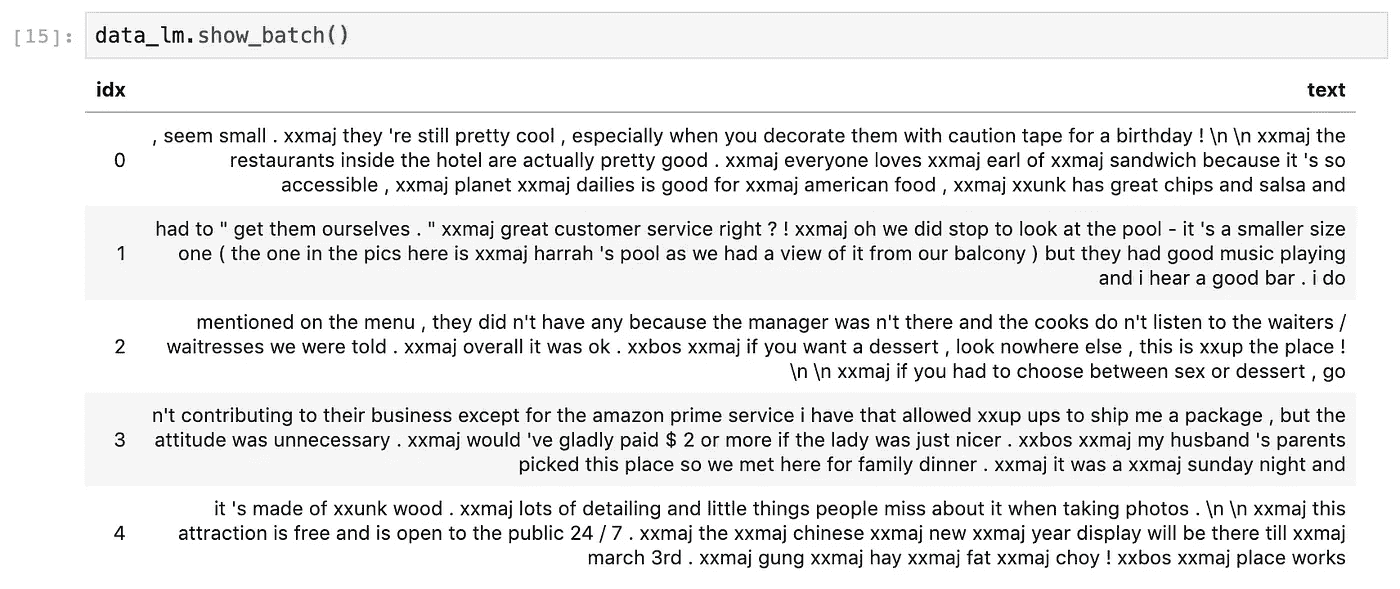 [15]: data_lm.show_batch()
idx text
, seem small . xxmaj they 're still pretty cool , especially when you decorate them with caution tape for a birthday ! \n \n xxmaj the
0 restaurants inside the hotel are actually pretty good . xxmaj everyone loves xxmaj earl of xxmaj sandwich because it 's so
accessible , xxmaj planet xxmaj dailies is good for xxmaj american food , xxmaj xxunk has great chips and salsa and
had to " get them ourselves . " xxmaj great customer service right ? ! xxmaj oh we did stop to look at the pool - it 's a smaller size
1 one ( the one in the pics here is xxmaj harrah 's pool as we had a view of it from our balcony ) but they had good music playing
and i hear a good bar . i do
mentioned on the menu , they did n't have any because the manager was n't there and the cooks do n't listen to the waiters /
2 waitresses we were told . xxmaj overall it was ok . xxbos xxmaj if you want a dessert , look nowhere else , this is xxup the place !
\n \n xxmaj if you had to choose between sex or dessert , go
n't contributing to their business except for the amazon prime service i have that allowed xxup ups to ship me a package , but the
3 attitude was unnecessary . xxmaj would 've gladly paid $ 2 or more if the lady was just nicer . xxbos xxmaj my husband 's parents
picked this place so we met here for family dinner . xxmaj it was a xxmaj sunday night and
it 's made of xxunk wood . xxmaj lots of detailing and little things people miss about it when taking photos . \n \n xxmaj this
4 attraction is free and is open to the public 24 / 7 . xxmaj the xxmaj chinese xxmaj new xxmaj year display will be there till xxmaj
march 3rd . xxmaj gung xxmaj hay xxmaj fat xxmaj choy ! xxbos xxmaj place works